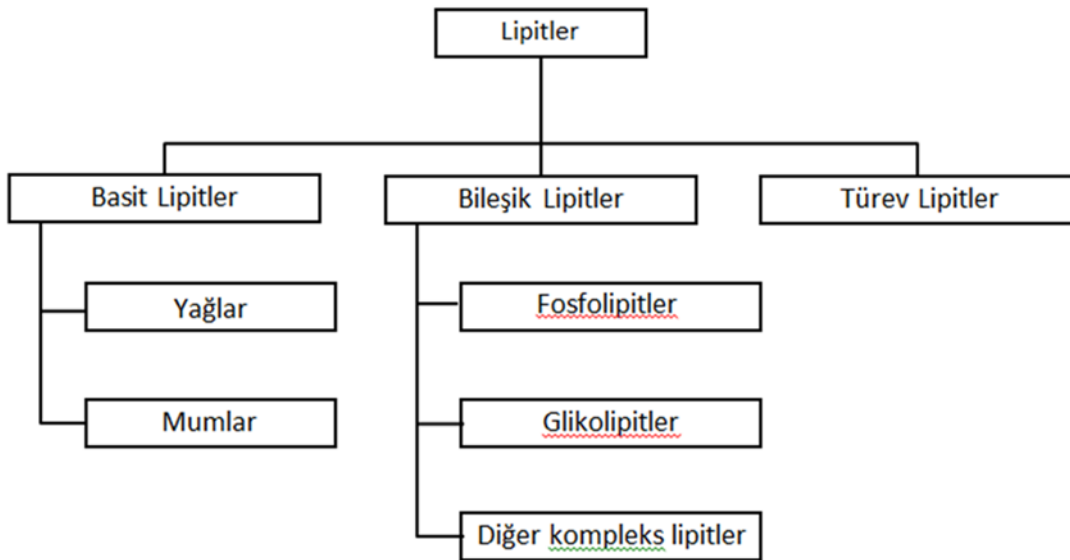 Lipitler
Basit Lipitler
Bileşik Lipitler
Türev Lipitler
Yağlar
Fosfolipitler
Mumlar
Glikolipitler
Diğer kompleks lipitler